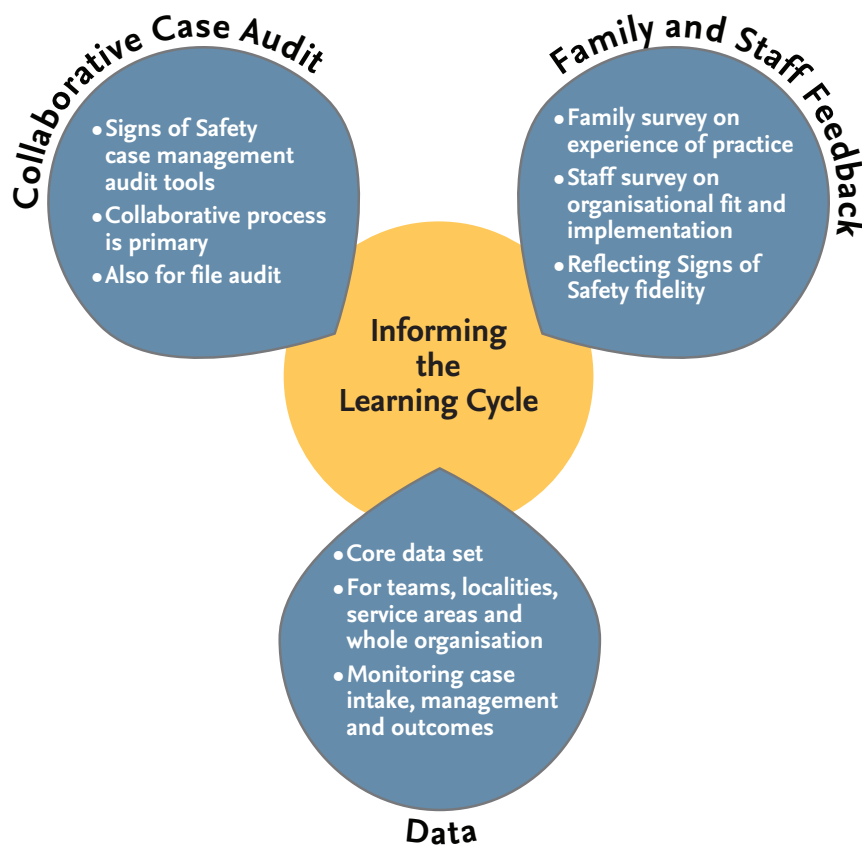 Collaborative Case Audit
• Signs of Safety
case management
audit tools
• Collaborative process
is primary
• Also for file audit
Family and Staff Feedback
• Family survey on
experience of practice
• Staff survey on
organisational fit and
implementation
• Reflecting Signs of
Safety fidelity
Informing
the
Learning Cycle
• Core data set
• For teams, localities,
service areas and
whole organisation
• Monitoring case
intake, management
and outcomes
Data